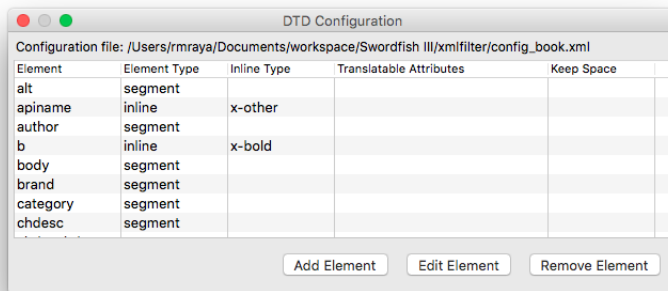 DTD Configuration
Configuration file: /Users/rmraya/Documents/workspace/Swordfish III/xmlfilter/config_book.xml
Element Element Type Inline Type Translatable Attributes Keep Space
alt segment
apiname inline x-other
author segment
b inline x-bold
body segment
brand segment
category segment
chdesc segment
Add Element Edit Element Remove Element